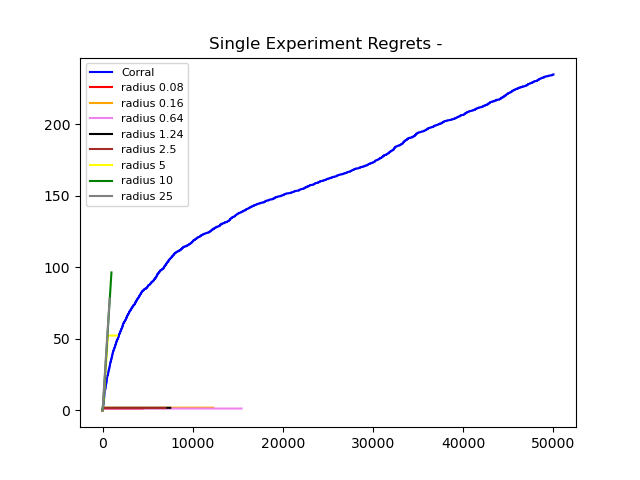 Single Experiment Regrets -
Corral
radius 0.08
radius 0.16
radius 0.64
radius 1.24
radius 2.5
radius 5
radius 10
radius 25
200
150
100
50
0
0 10000 20000 30000 40000 50000